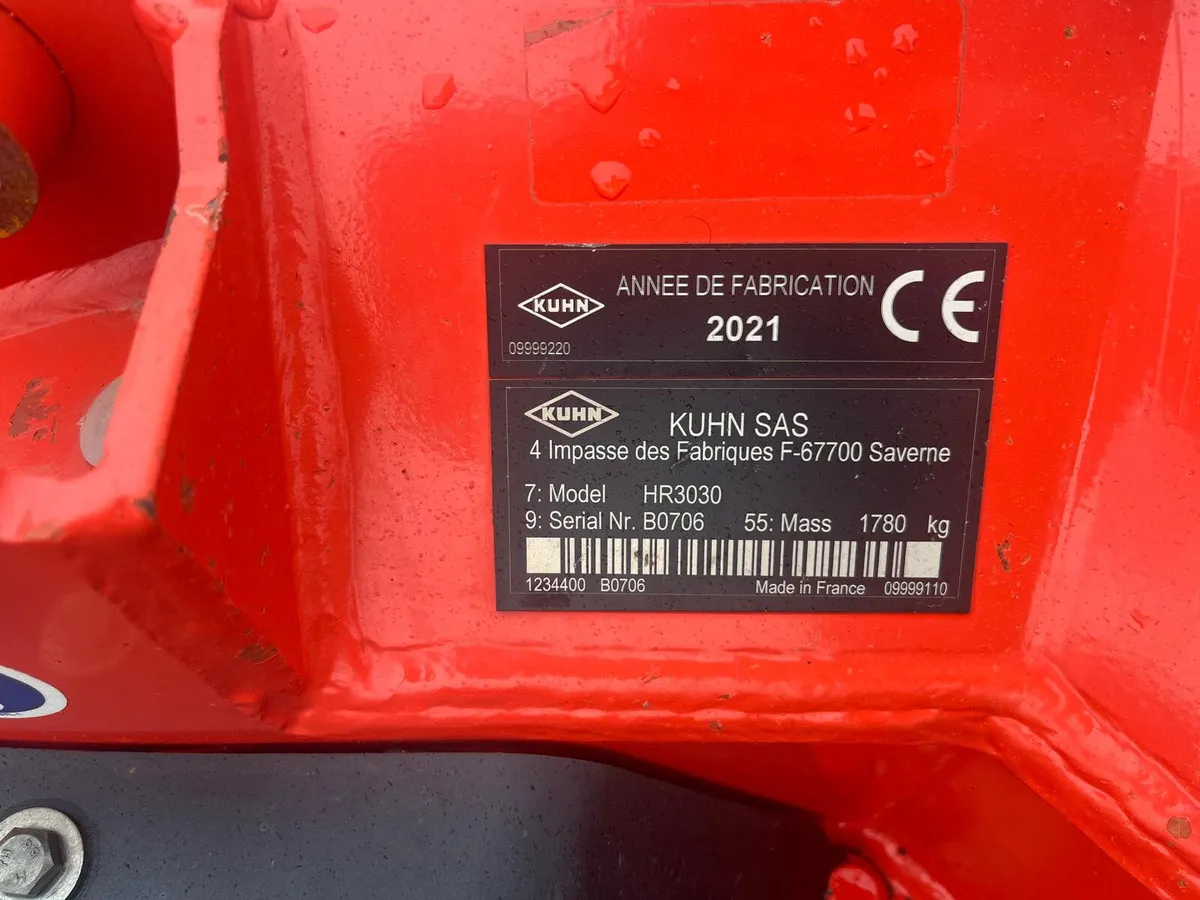 KUHN
ANNEE DE FABRICATION
2021
CE
09999220
KUHN
KUHN SAS
4 Impasse des Fabriques F-67700 Saverne
7: Model HR3030
9: Serial Nr. B0706 55: Mass 1780 kg
1234400 B0706 Made in France 09999110